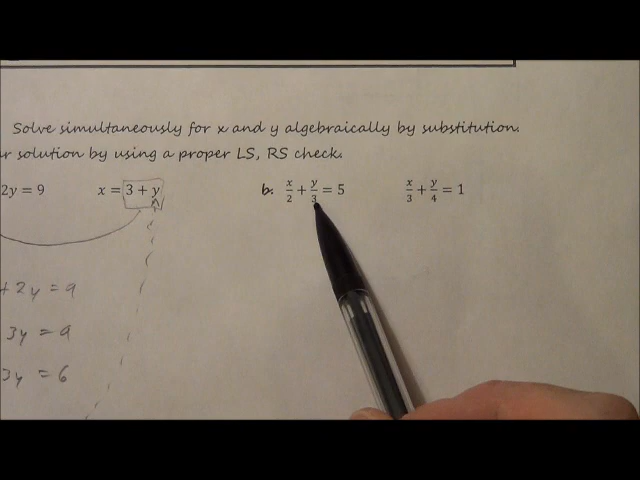 Solve simultaneously for x and y algebraically by substitution.
r solution by using a proper LS, RS check.
2y = 9 x = 3 + y b. x/2 + y/3 = 5 x/3 + y/4 = 1
+ 2y = 9
3y = 9
3y = 6